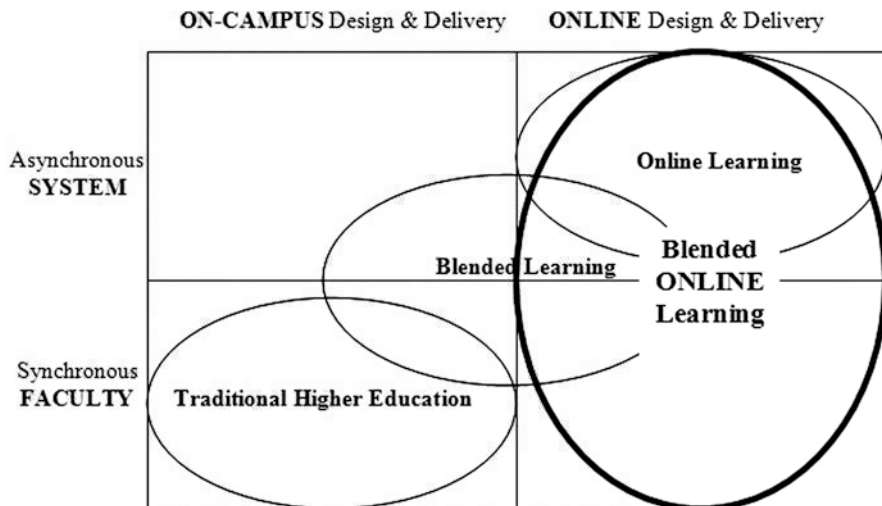 ON-CAMPUS Design & Delivery
ONLINE Design & Delivery
Asynchronous
SYSTEM
Online Learning
Blended Learning
Blended
ONLINE
Learning
Synchronous
FACULTY
Traditional Higher Education